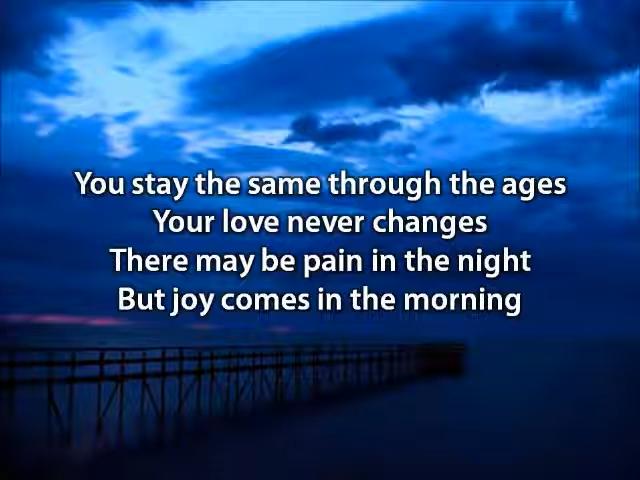 You stay the same through the ages
Your love never changes
There may be pain in the night
But joy comes in the morning